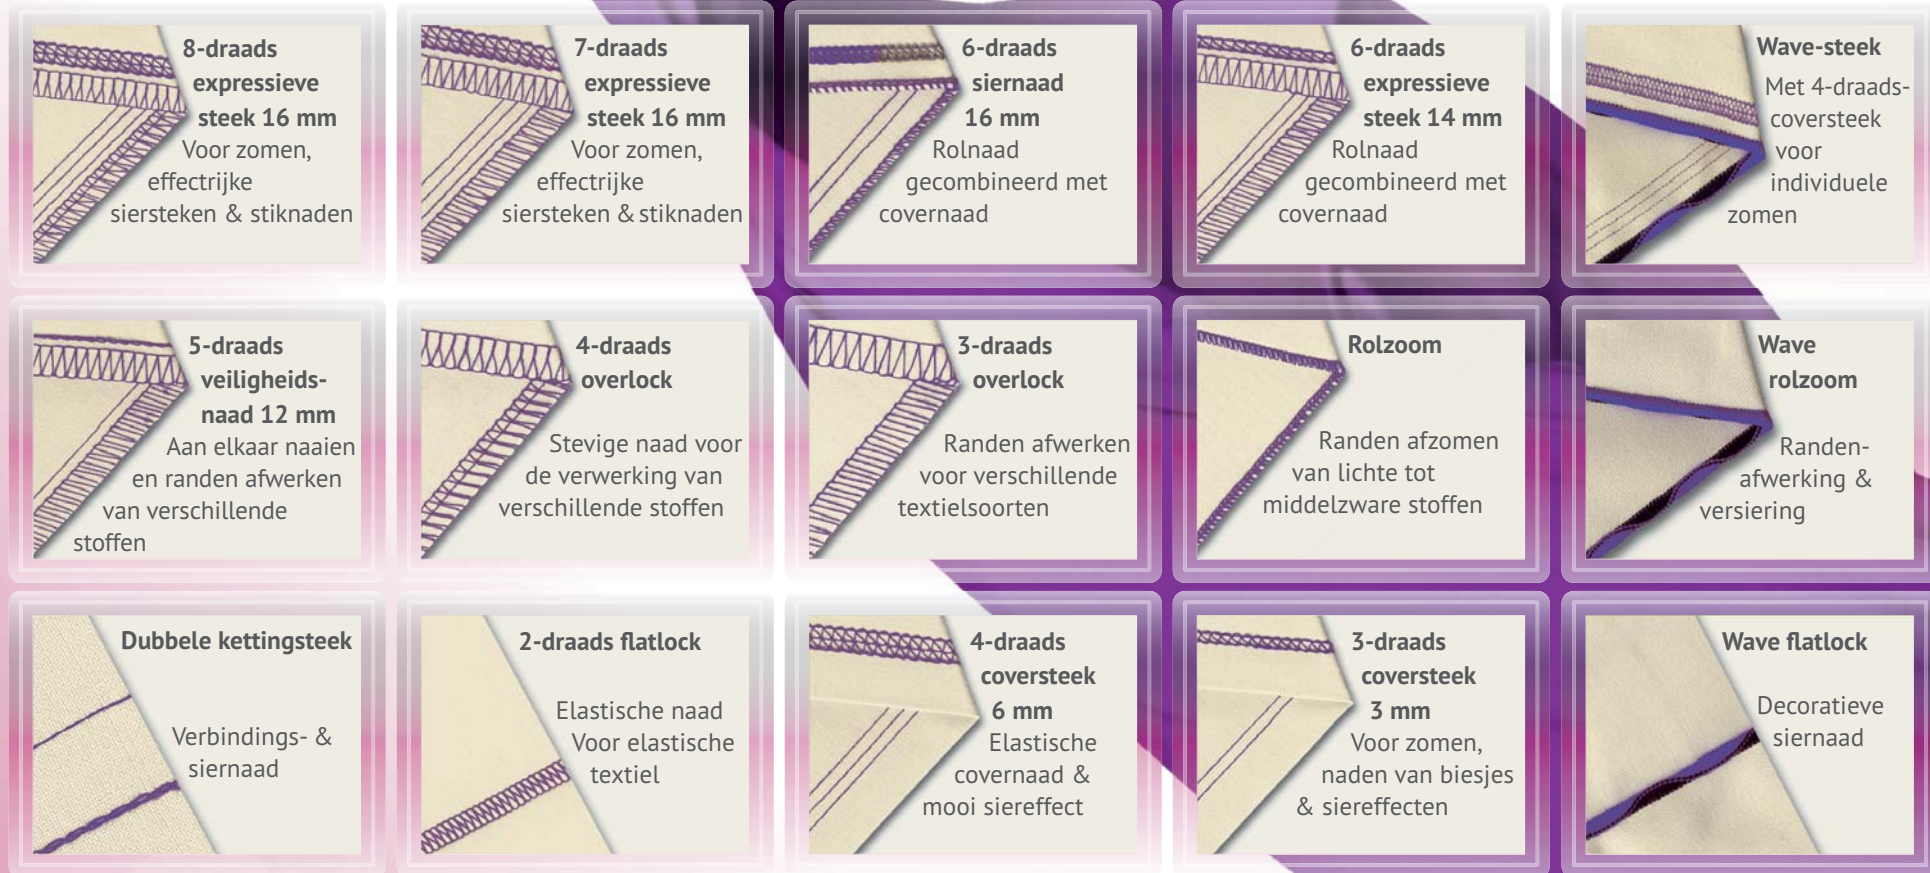 8-draads
expressieve
steek 16 mm
Voor zomen,
effectrijke
siersteken & stiknaden
7-draads
expressieve
steek 16 mm
Voor zomen,
effectrijke
siersteken & stiknaden
6-draads
siernaad
16 mm
Rolnaad
gecombineerd met
covernaad
6-draads
expressieve
steek 14 mm
Rolnaad
gecombineerd met
covernaad
Wave-steek
Met 4-draads-
coversteek
voor
individuele
zomen
5-draads
veiligheids-
naad 12 mm
Aan elkaar naaien
en randen afwerken
van verschillende
stoffen
4-draads
overlock
Stevige naad voor
de verwerking van
verschillende stoffen
3-draads
overlock
Randen afwerken
voor verschillende
textielsoorten
Rolzoom
Randen afzomen
van lichte tot
middelzware stoffen
Wave
rolzoom
Randen-
afwerking &
versiering
Dubbele kettingsteek
Verbindings- &
siernaad
2-draads flatlock
Elastische naad
Voor elastische
textiel
4-draads
coversteek
6 mm
Elastische
covernaad &
mooi siereffect
3-draads
coversteek
3 mm
Voor zomen,
naden van biesjes
& siereffecten
Wave flatlock
Decoratieve
siernaad